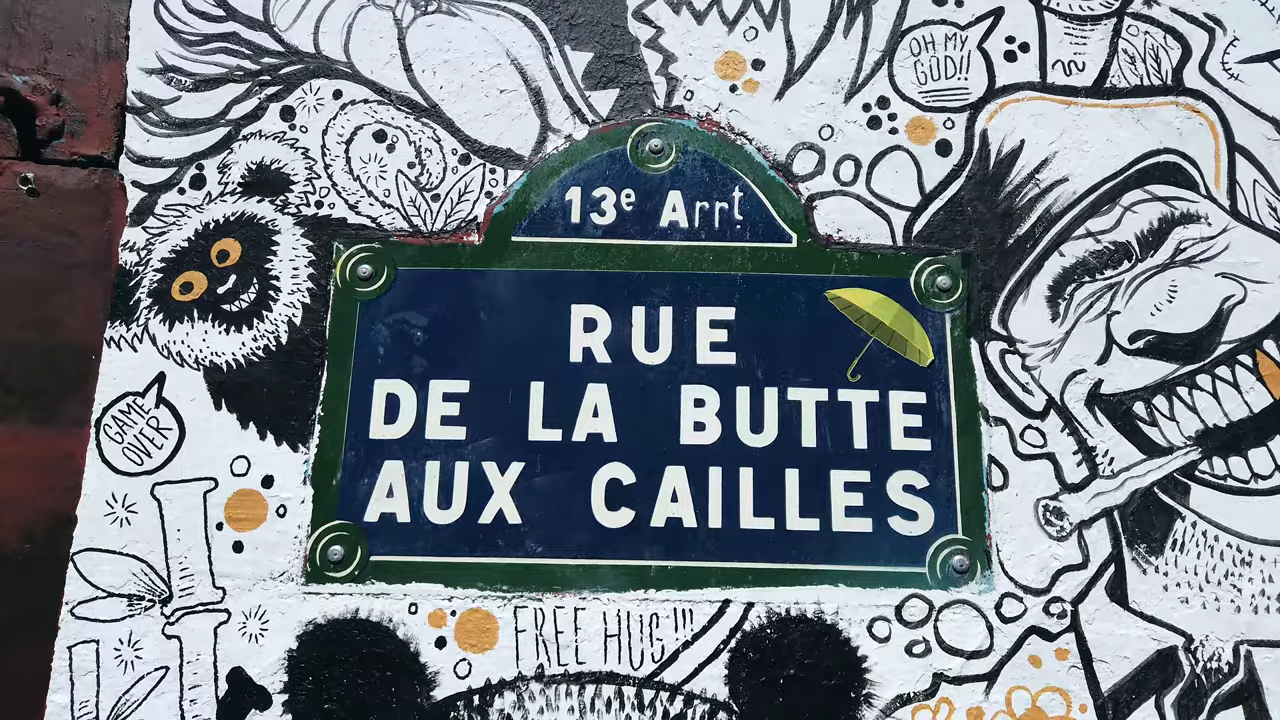 OH MY
GOD!!
13e Arrt
RUE
DE LA BUTTE
AUX CAILLES
GAME
OVER
FREE HUG!!!